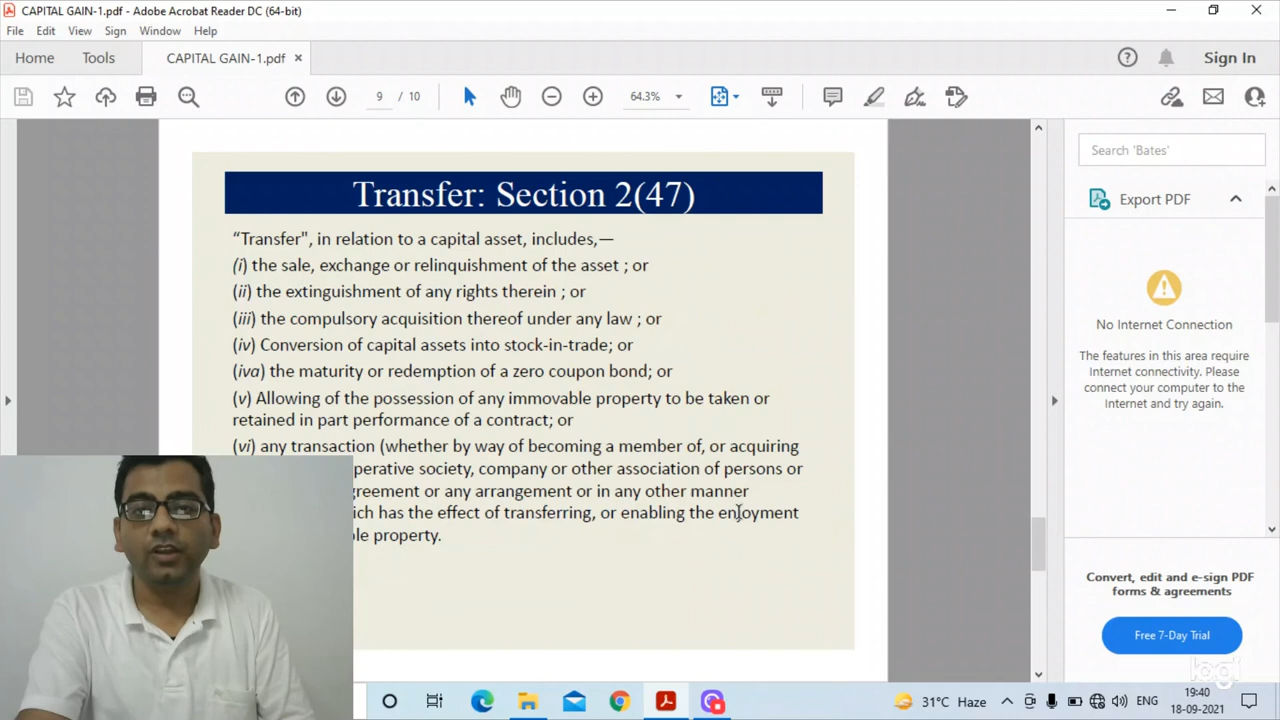 CAPITAL GAIN-1.pdf - Adobe Acrobat Reader DC (64-bit)
File Edit View Sign Window Help
Home Tools CAPITAL GAIN-1.pdf × Sign In
9 / 10 64.3%
Transfer: Section 2(47)
“Transfer", in relation to a capital asset, includes,—
(i) the sale, exchange or relinquishment of the asset ; or
(ii) the extinguishment of any rights therein ; or
(iii) the compulsory acquisition thereof under any law ; or
(iv) Conversion of capital assets into stock-in-trade; or
(iva) the maturity or redemption of a zero coupon bond; or
(v) Allowing of the possession of any immovable property to be taken or
retained in part performance of a contract; or
(vi) any transaction (whether by way of becoming a member of, or acquiring
perative society, company or other association of persons or
greement or any arrangement or in any other manner
ich has the effect of transferring, or enabling the enjoyment
ble property.
Search 'Bates'
Export PDF
No Internet Connection
The features in this area require
Internet connectivity. Please
connect your computer to the
Internet and try again.
Convert, edit and e-sign PDF
forms & agreements
Free 7-Day Trial
legi
31°C Haze
ENG
19:40
18-09-2021